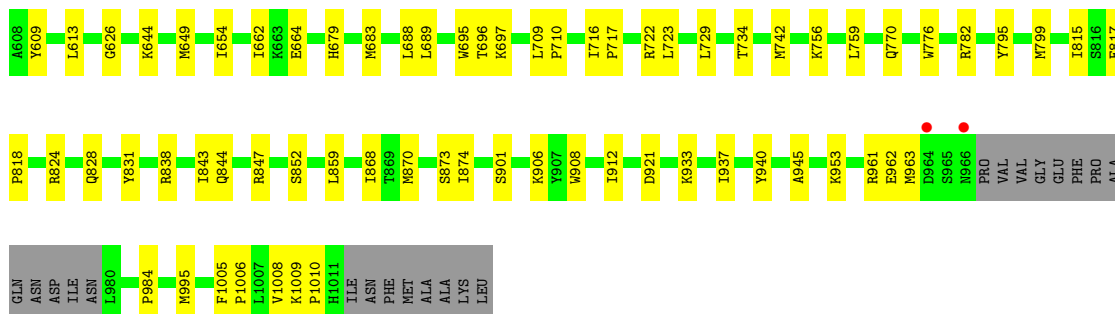 A608 Y609 L613 G626 K644 M649 I654 I662 K663 E664 H679 M683 L688 L689 W695 T696 K697 L709 P710 I716 P717 R722 L723 L729 T734 M742 K756 L759 Q770 W776 R782 Y795 M799 I815 S816
P818 R824 Q828 Y831 R838 I843 Q844 R847 S852 L859 I868 T869 M870 S873 I874 S901 K906 Y907 W908 I912 D921 K933 I937 Y940 A945 K953 R961 E962 M963 D964 S965 N966 PRO VAL VAL GLY GLU PHE PRO ALA
GLN ASN ASP ILE ASN L980 P984 M995 F1005 P1006 L1007 V1008 K1009 P1010 H1011 ILE ASN PHE MET ALA ALA LYS LEU